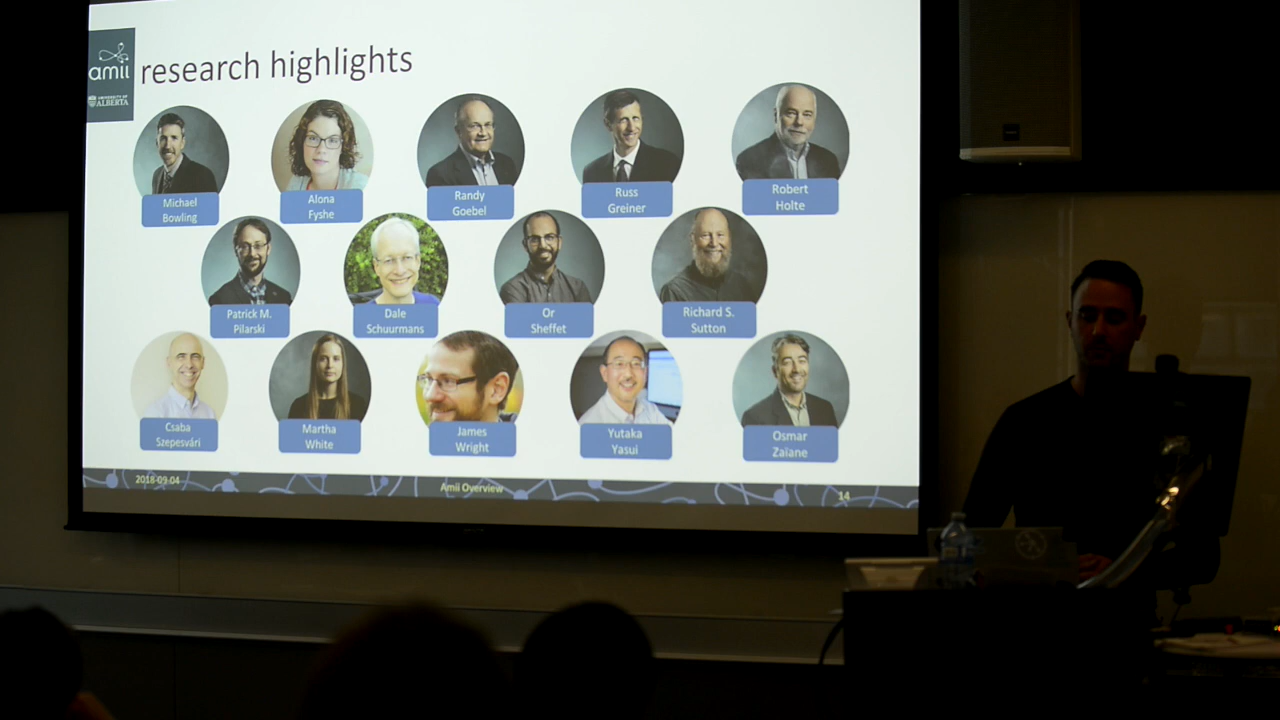 amii
UNIVERSITY OF
ALBERTA
research highlights
Michael
Bowling
Alona
Fyshe
Randy
Goebel
Russ
Greiner
Robert
Holte
Patrick M.
Pilarski
Dale
Schuurmans
Or
Sheffet
Richard S.
Sutton
Csaba
Szepesvári
Martha
White
James
Wright
Yutaka
Yasui
Osmar
Zaïane
2018-09-04
Amii Overview
14